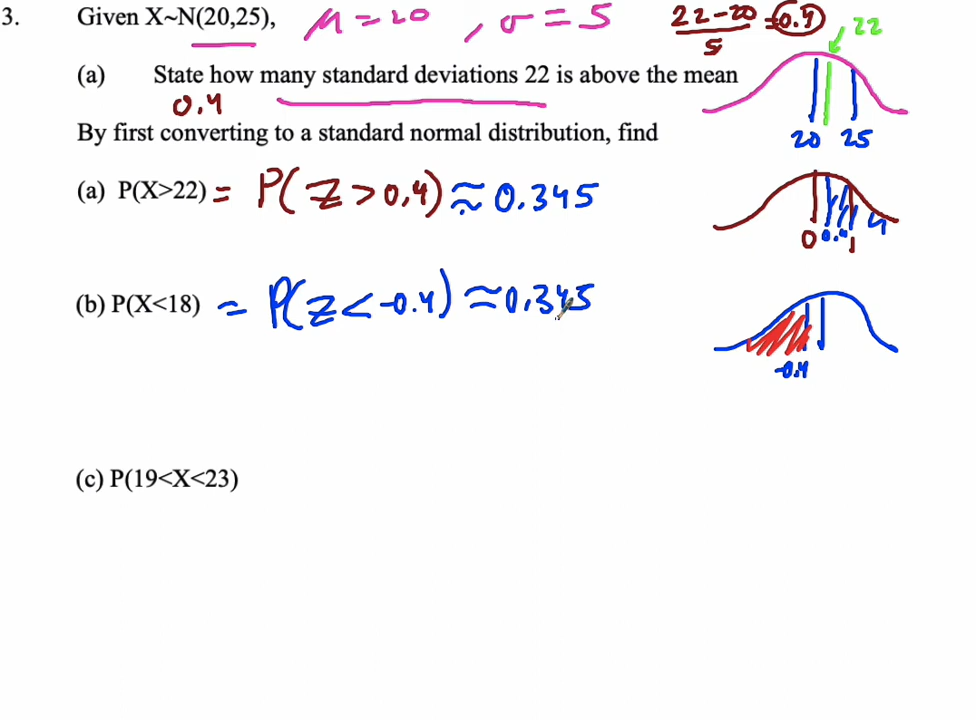 3. Given X~N(20,25), μ=20, σ=5 22-20/5=0.4 22
(a) State how many standard deviations 22 is above the mean
0.4
20 25
By first converting to a standard normal distribution, find
(a) P(X>22) = P(Z>0.4) ≈ 0.345
0 0.4 1
(b) P(X<18) = P(Z<-0.4) ≈ 0.345
-0.4
(c) P(19<X<23)